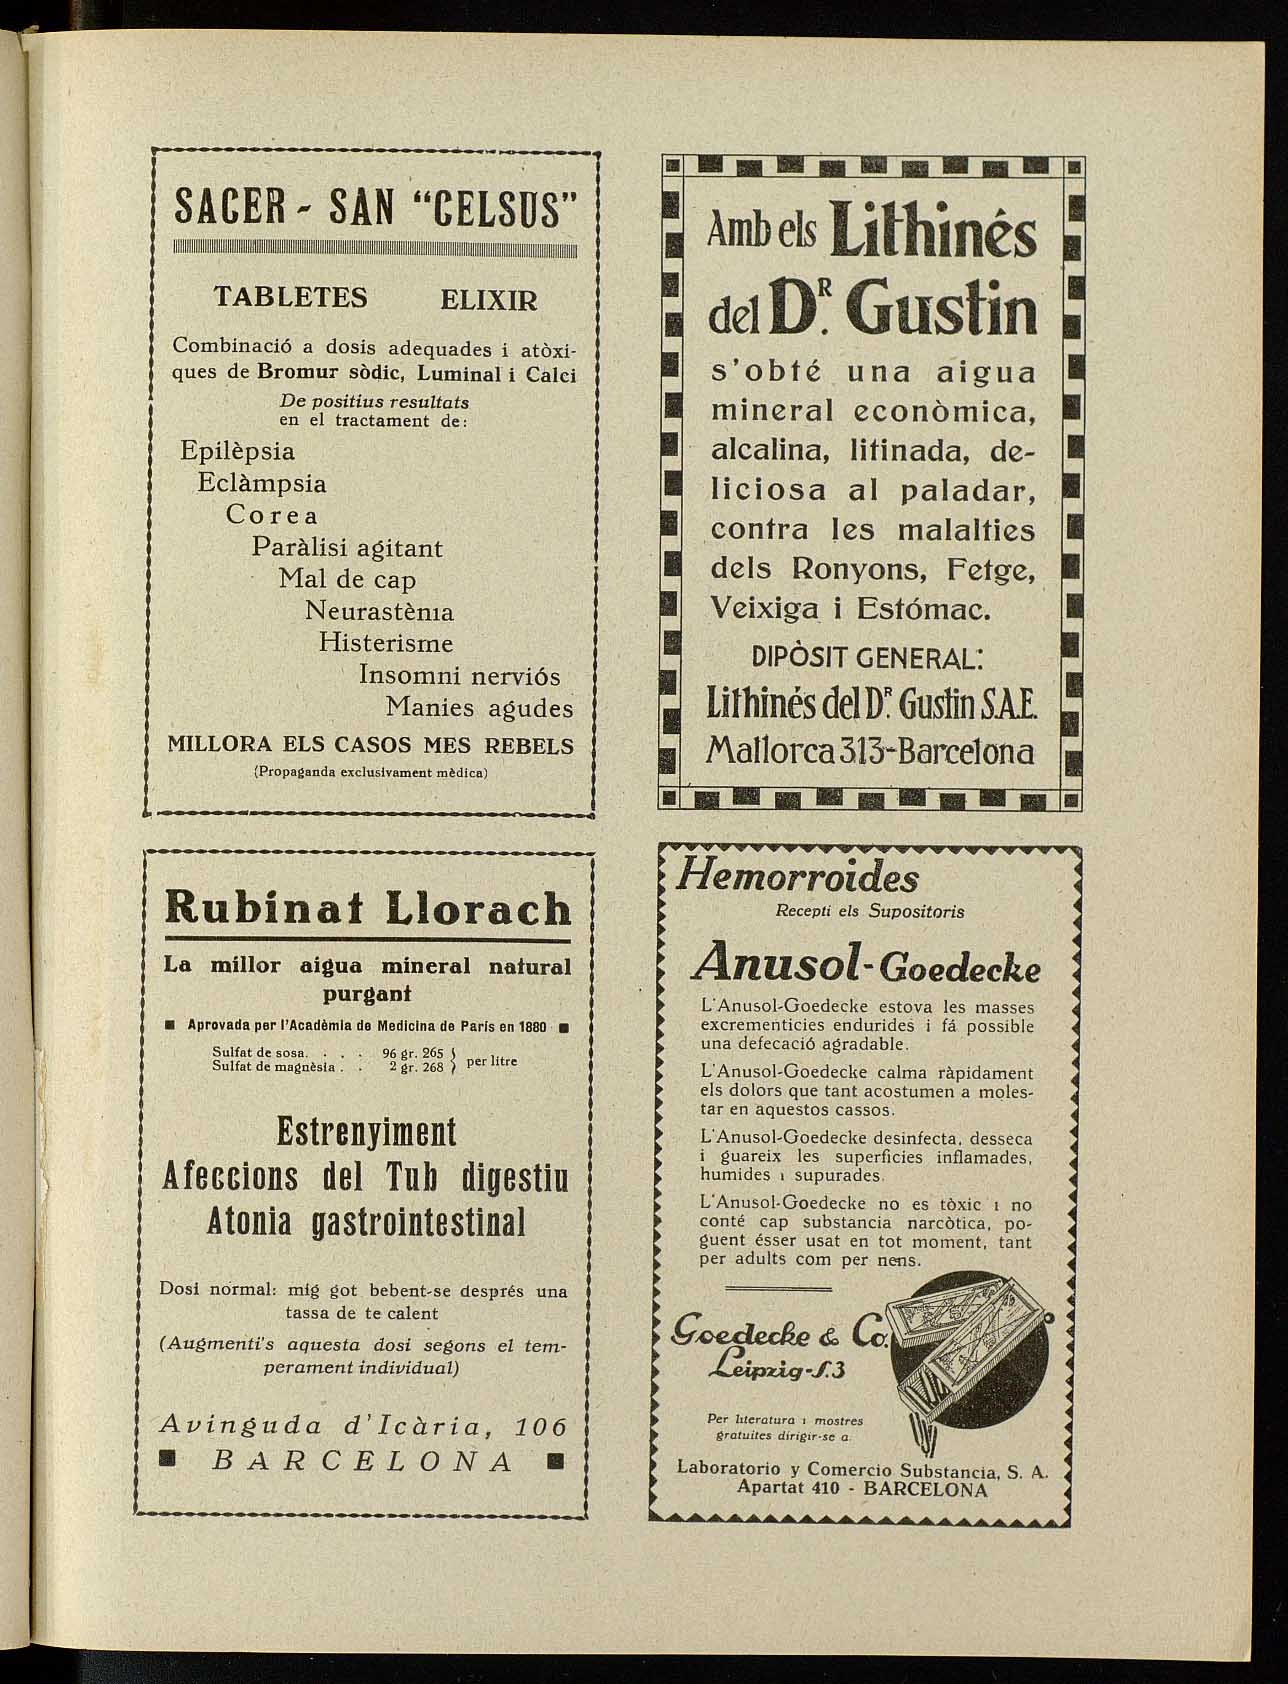 SACER - SAN "CELSUS"
TABLETES ELIXIR
Combinació a dosis adequades i atòxi-
ques de Bromur sòdic, Luminal i Calci
De positius resultats
en el tractament de:
Epilèpsia
Eclàmpsia
Corea
Paràlisi agitant
Mal de cap
Neurastènia
Histerisme
Insomni nerviós
Manies agudes
MILLORA ELS CASOS MES REBELS
(Propaganda exclusivament mèdica)
Amb els Lithinés
del Dr. Gustin
s'obté una aigua
mineral econòmica,
alcalina, litinada, de-
liciosa al paladar,
contra les malalties
dels Ronyons, Fetge,
Veixiga i Estómac.
DIPÒSIT GENERAL:
Lithinés del Dr. Gustin S.A.E.
Mallorca 313-Barcelona
Rubinat Llorach
La millor aigua mineral natural
purgant
■ Aprovada per l'Acadèmia de Medicina de París en 1880 ■
Sulfat de sosa. . . . 96 gr. 265
Sulfat de magnèsia . . 2 gr. 268 } per litre
Estrenyiment
Afeccions del Tub digestiu
Atonia gastrointestinal
Dosi normal: mig got bebent-se després una
tassa de te calent
(Augmenti's aquesta dosi segons el tem-
perament individual)
Avinguda d'Icària, 106
■ BARCELONA ■
Hemorroides
Recepti els Supositoris
Anusol-Goedecke
L'Anusol-Goedecke estova les masses
excrementicies endurides i fá possible
una defecació agradable.
L'Anusol-Goedecke calma ràpidament
els dolors que tant acostumen a moles-
tar en aquestos cassos.
L'Anusol-Goedecke desinfecta, desseca
i guareix les superfícies inflamades,
humides i supurades.
L'Anusol-Goedecke no es tòxic i no
conté cap substancia narcòtica, po-
guent ésser usat en tot moment, tant
per adults com per nens.
Goedecke & Co.
Leipzig-S.3
Per literatura i mostres
gratuites dirigir-se a
Laboratorio y Comercio Substancia, S. A.
Apartat 410 - BARCELONA